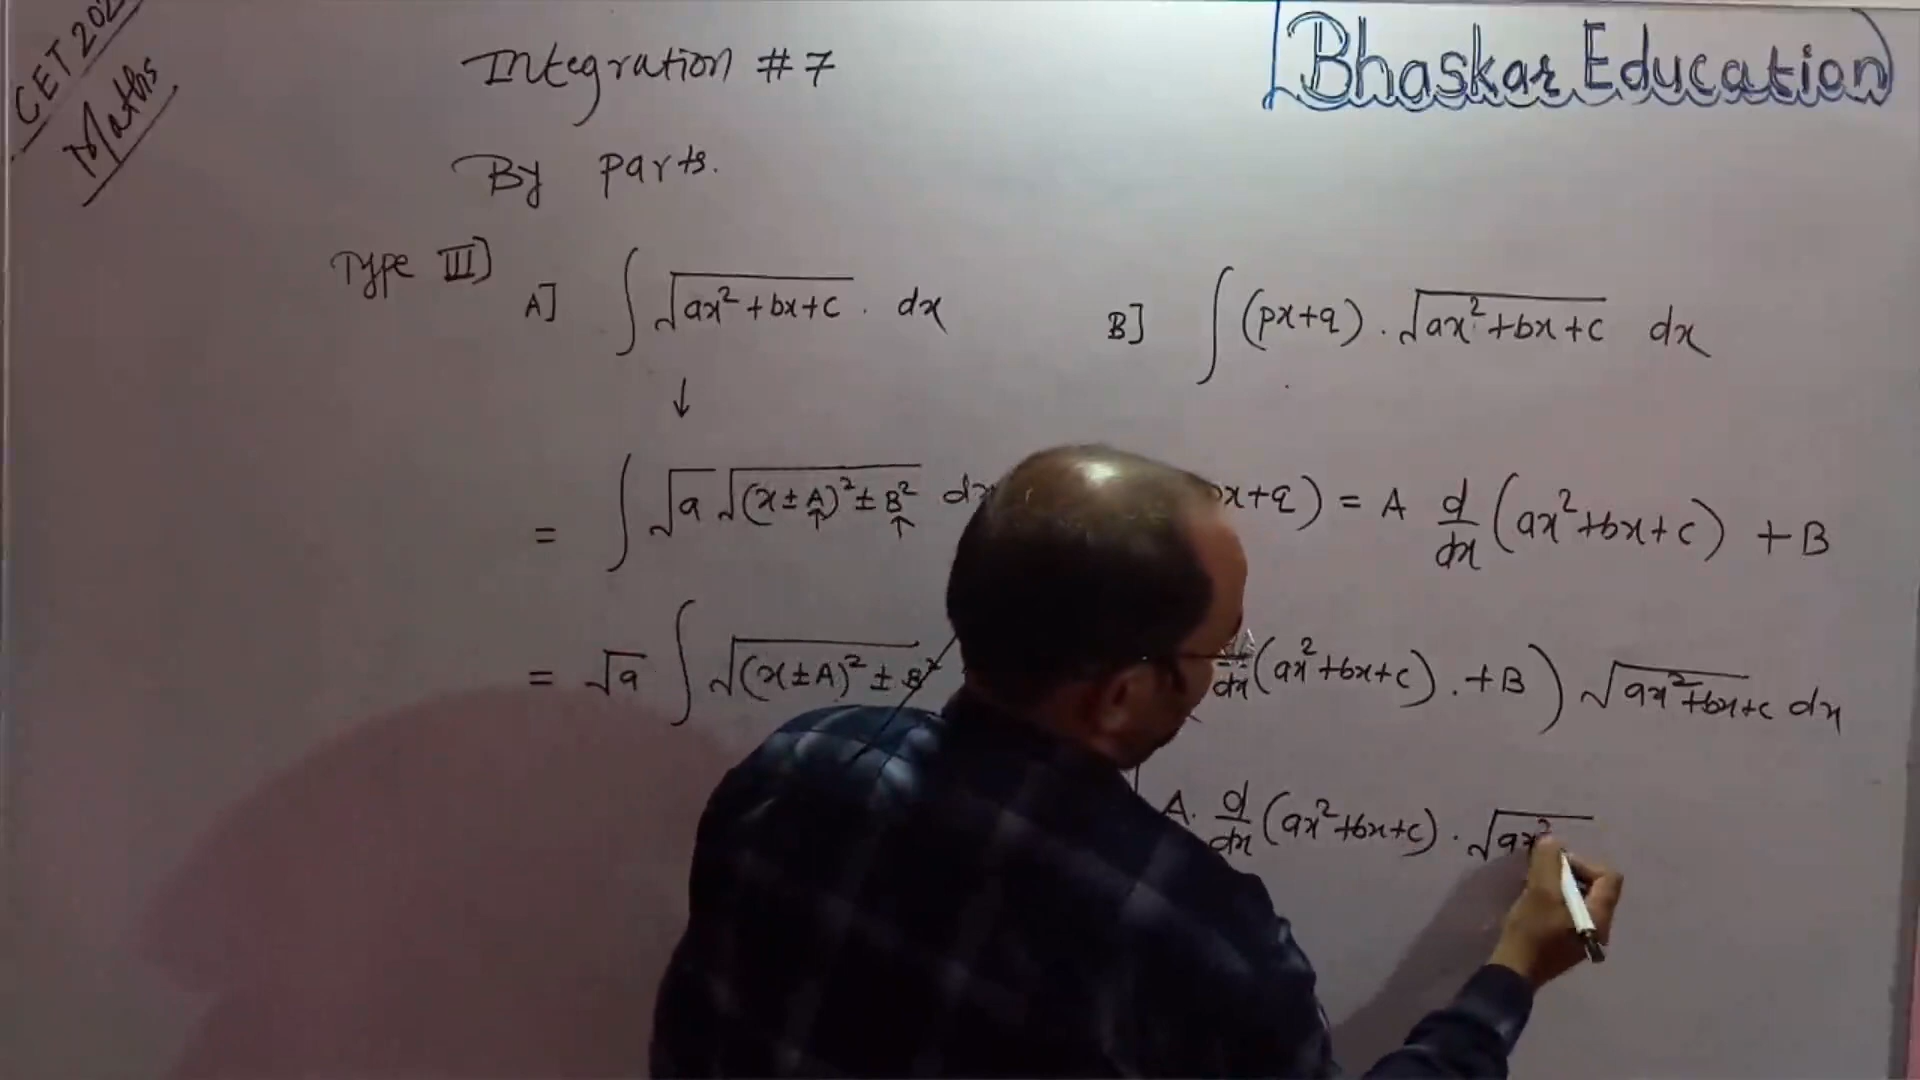 CET 202
Maths
Integration #7
Bhaskar Education
By parts.
Type III)
A] ∫ √(ax²+bx+c) . dx
B] ∫ (px+q) . √(ax²+bx+c) dx
↓
= ∫ √a √((x±A)²±B²) dx
x+q) = A d/dx (ax²+bx+c) + B
= √a ∫ √((x±A)²±B²
d/dx (ax²+bx+c) . +B) √(ax²+bx+c) dx
A. d/dx (ax²+bx+c) . √(ax²